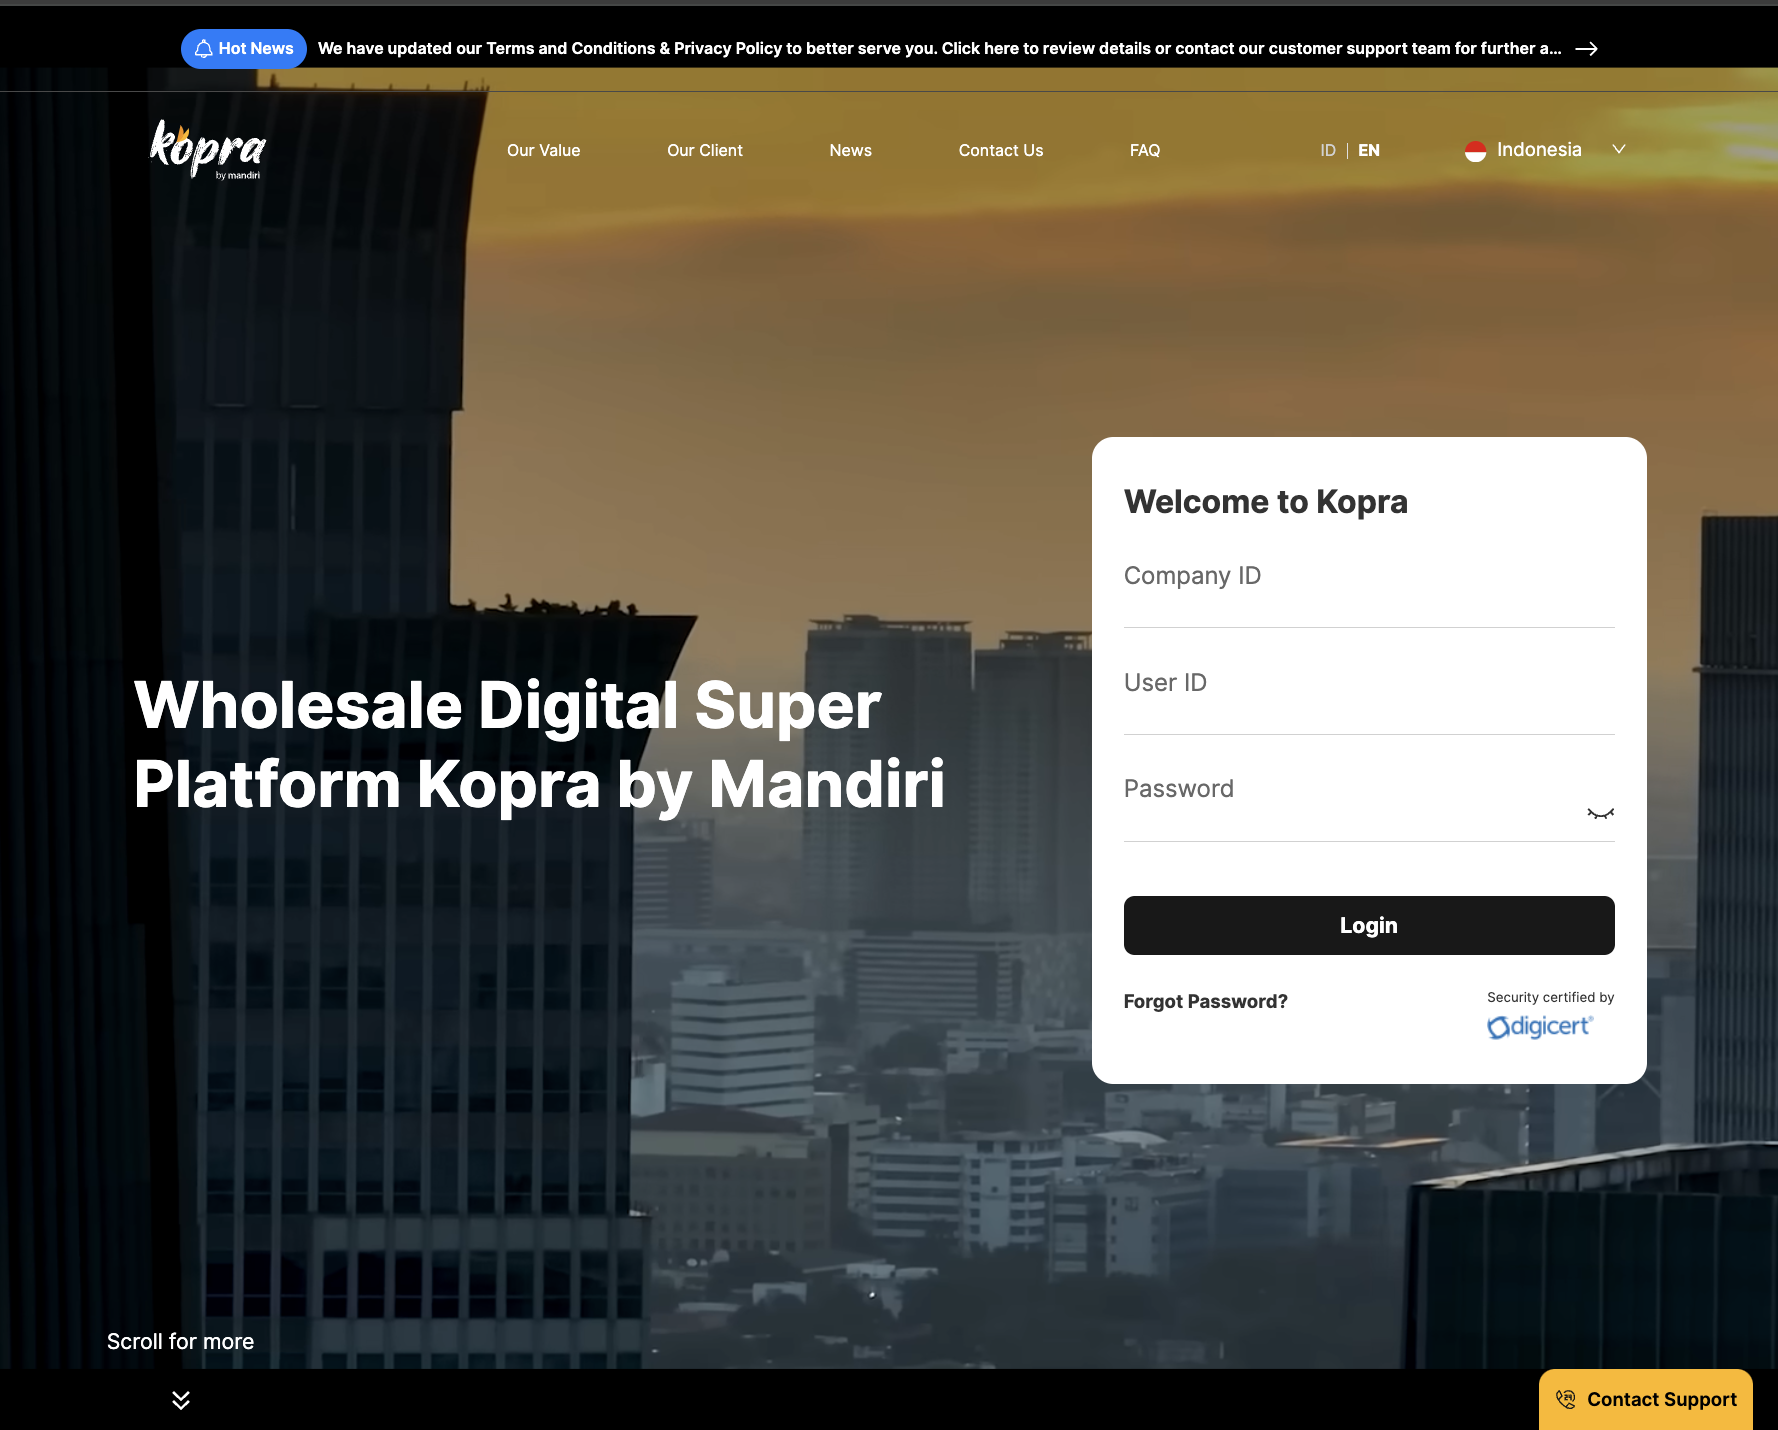 Hot News We have updated our Terms and Conditions & Privacy Policy to better serve you. Click here to review details or contact our customer support team for further a...
kopra
by mandiri
Our Value Our Client News Contact Us FAQ ID | EN Indonesia
Welcome to Kopra
Company ID
User ID
Password
Login
Forgot Password?
Security certified by
digicert®
Wholesale Digital Super
Platform Kopra by Mandiri
Scroll for more
24
Contact Support